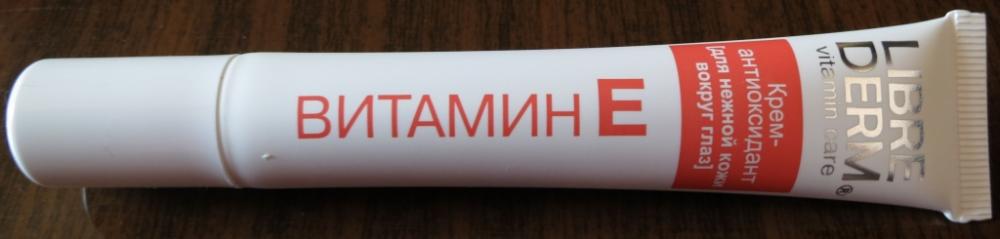 LIBRE
DERM®
vitamin care
Крем-
антиоксидант
[для нежной кожи
вокруг глаз]
ВИТАМИН Е